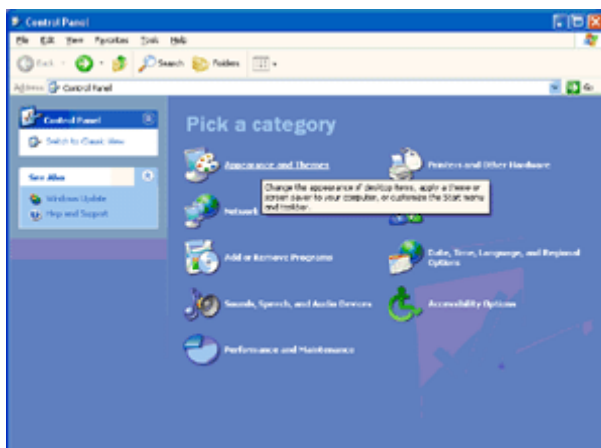 Control Panel
File Edit View Favorites Tools Help
Back Search Folders
Address Control Panel Go
Control Panel
Switch to Classic View
See Also
Windows Update
Help and Support
Pick a category
Appearance and Themes
Printers and Other Hardware
Change the appearance of desktop items, apply a theme or
screen saver to your computer, or customize the Start menu
and taskbar.
Network
Add or Remove Programs
Date, Time, Language, and Regional
Options
Sounds, Speech, and Audio Devices
Accessibility Options
Performance and Maintenance